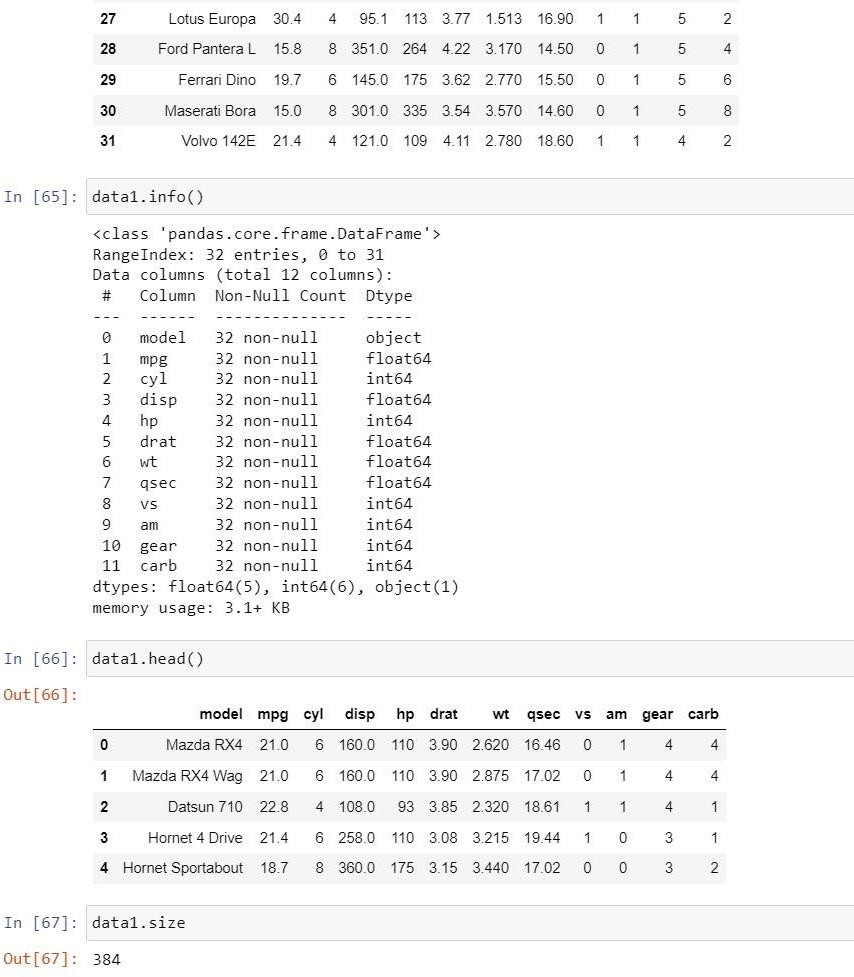 27 Lotus Europa 30.4 4 95.1 113 3.77 1.513 16.90 1 1 5 2
28 Ford Pantera L 15.8 8 351.0 264 4.22 3.170 14.50 0 1 5 4
29 Ferrari Dino 19.7 6 145.0 175 3.62 2.770 15.50 0 1 5 6
30 Maserati Bora 15.0 8 301.0 335 3.54 3.570 14.60 0 1 5 8
31 Volvo 142E 21.4 4 121.0 109 4.11 2.780 18.60 1 1 4 2
In [65]: data1.info()
<class 'pandas.core.frame.DataFrame'>
RangeIndex: 32 entries, 0 to 31
Data columns (total 12 columns):
# Column Non-Null Count Dtype
--- ------ -------------- -----
0 model 32 non-null object
1 mpg 32 non-null float64
2 cyl 32 non-null int64
3 disp 32 non-null float64
4 hp 32 non-null int64
5 drat 32 non-null float64
6 wt 32 non-null float64
7 qsec 32 non-null float64
8 vs 32 non-null int64
9 am 32 non-null int64
10 gear 32 non-null int64
11 carb 32 non-null int64
dtypes: float64(5), int64(6), object(1)
memory usage: 3.1+ KB
In [66]: data1.head()
Out[66]:
model mpg cyl disp hp drat wt qsec vs am gear carb
0 Mazda RX4 21.0 6 160.0 110 3.90 2.620 16.46 0 1 4 4
1 Mazda RX4 Wag 21.0 6 160.0 110 3.90 2.875 17.02 0 1 4 4
2 Datsun 710 22.8 4 108.0 93 3.85 2.320 18.61 1 1 4 1
3 Hornet 4 Drive 21.4 6 258.0 110 3.08 3.215 19.44 1 0 3 1
4 Hornet Sportabout 18.7 8 360.0 175 3.15 3.440 17.02 0 0 3 2
In [67]: data1.size
Out[67]: 384